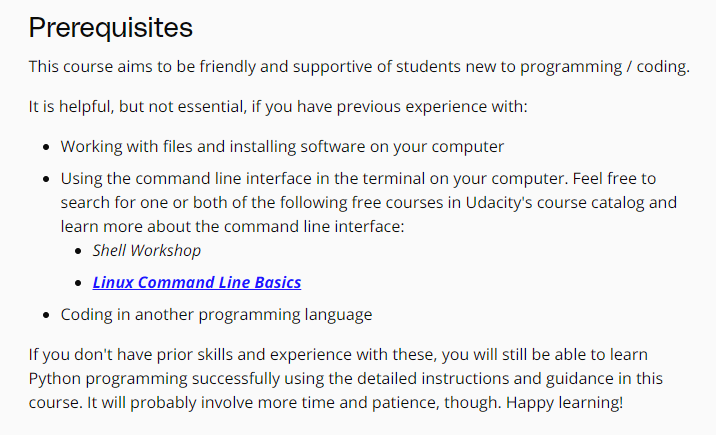 Prerequisites
This course aims to be friendly and supportive of students new to programming / coding.
It is helpful, but not essential, if you have previous experience with:
• Working with files and installing software on your computer
• Using the command line interface in the terminal on your computer. Feel free to
search for one or both of the following free courses in Udacity's course catalog and
learn more about the command line interface:
• Shell Workshop
• Linux Command Line Basics
• Coding in another programming language
If you don't have prior skills and experience with these, you will still be able to learn
Python programming successfully using the detailed instructions and guidance in this
course. It will probably involve more time and patience, though. Happy learning!